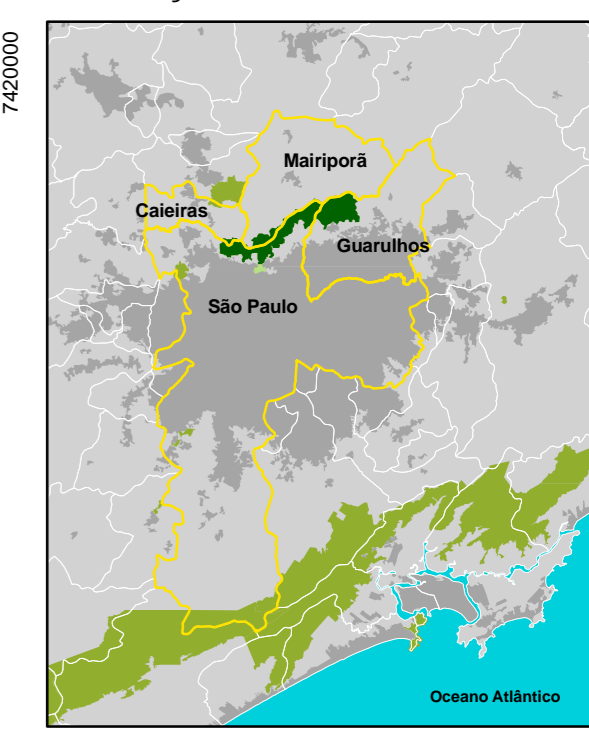 7420000
Mairiporã
Caieiras
Guarulhos
São Paulo
Oceano Atlântico